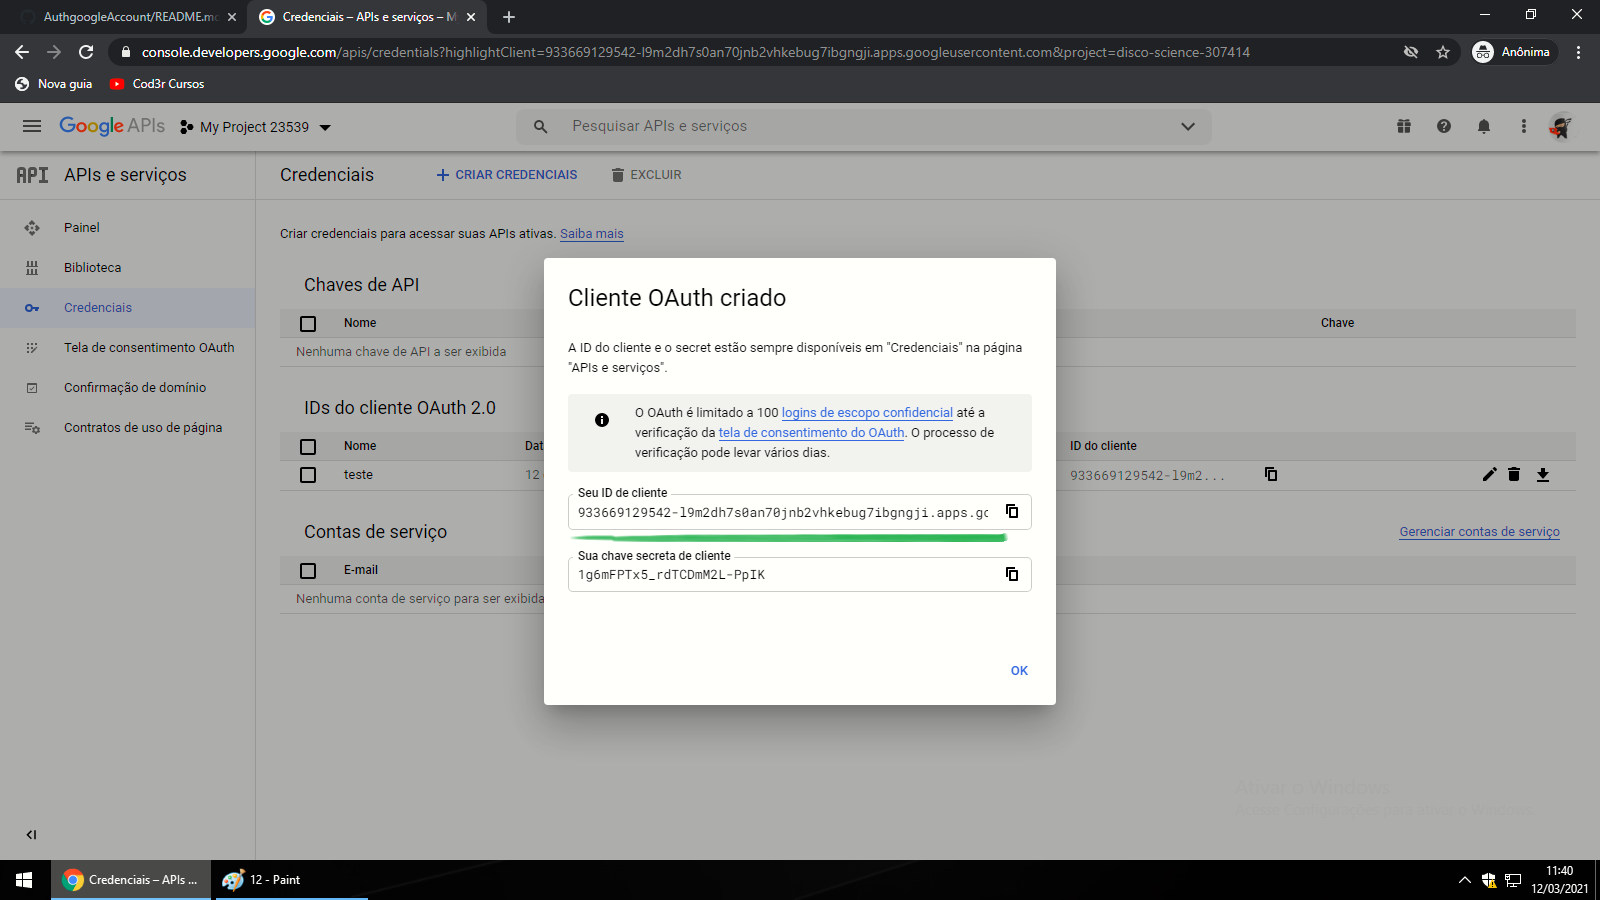 AuthgoogleAccount/README.md
Credenciais – APIs e serviços – M
console.developers.google.com/apis/credentials?highlightClient=933669129542-l9m2dh7s0an70jnb2vhkebug7ibgngji.apps.googleusercontent.com&project=disco-science-307414
Anônima
Nova guia
Cod3r Cursos
Google APIs
My Project 23539
Pesquisar APIs e serviços
API APIs e serviços
Credenciais
CRIAR CREDENCIAIS
EXCLUIR
Painel
Biblioteca
Credenciais
Tela de consentimento OAuth
Confirmação de domínio
Contratos de uso de página
Criar credenciais para acessar suas APIs ativas. Saiba mais
Chaves de API
Nome
Chave
Nenhuma chave de API a ser exibida
IDs do cliente OAuth 2.0
Nome
Dat
ID do cliente
teste
12
933669129542-l9m2...
Contas de serviço
Gerenciar contas de serviço
E-mail
Nenhuma conta de serviço para ser exibida
Cliente OAuth criado
A ID do cliente e o secret estão sempre disponíveis em "Credenciais" na página
"APIs e serviços".
O OAuth é limitado a 100 logins de escopo confidencial até a
verificação da tela de consentimento do OAuth. O processo de
verificação pode levar vários dias.
Seu ID de cliente
933669129542-l9m2dh7s0an70jnb2vhkebug7ibgngji.apps.gc
Sua chave secreta de cliente
1g6mFPTx5_rdTCDmM2L-PpIK
OK
Ativar o Windows
Credenciais – APIs ...
12 - Paint
11:40
12/03/2021